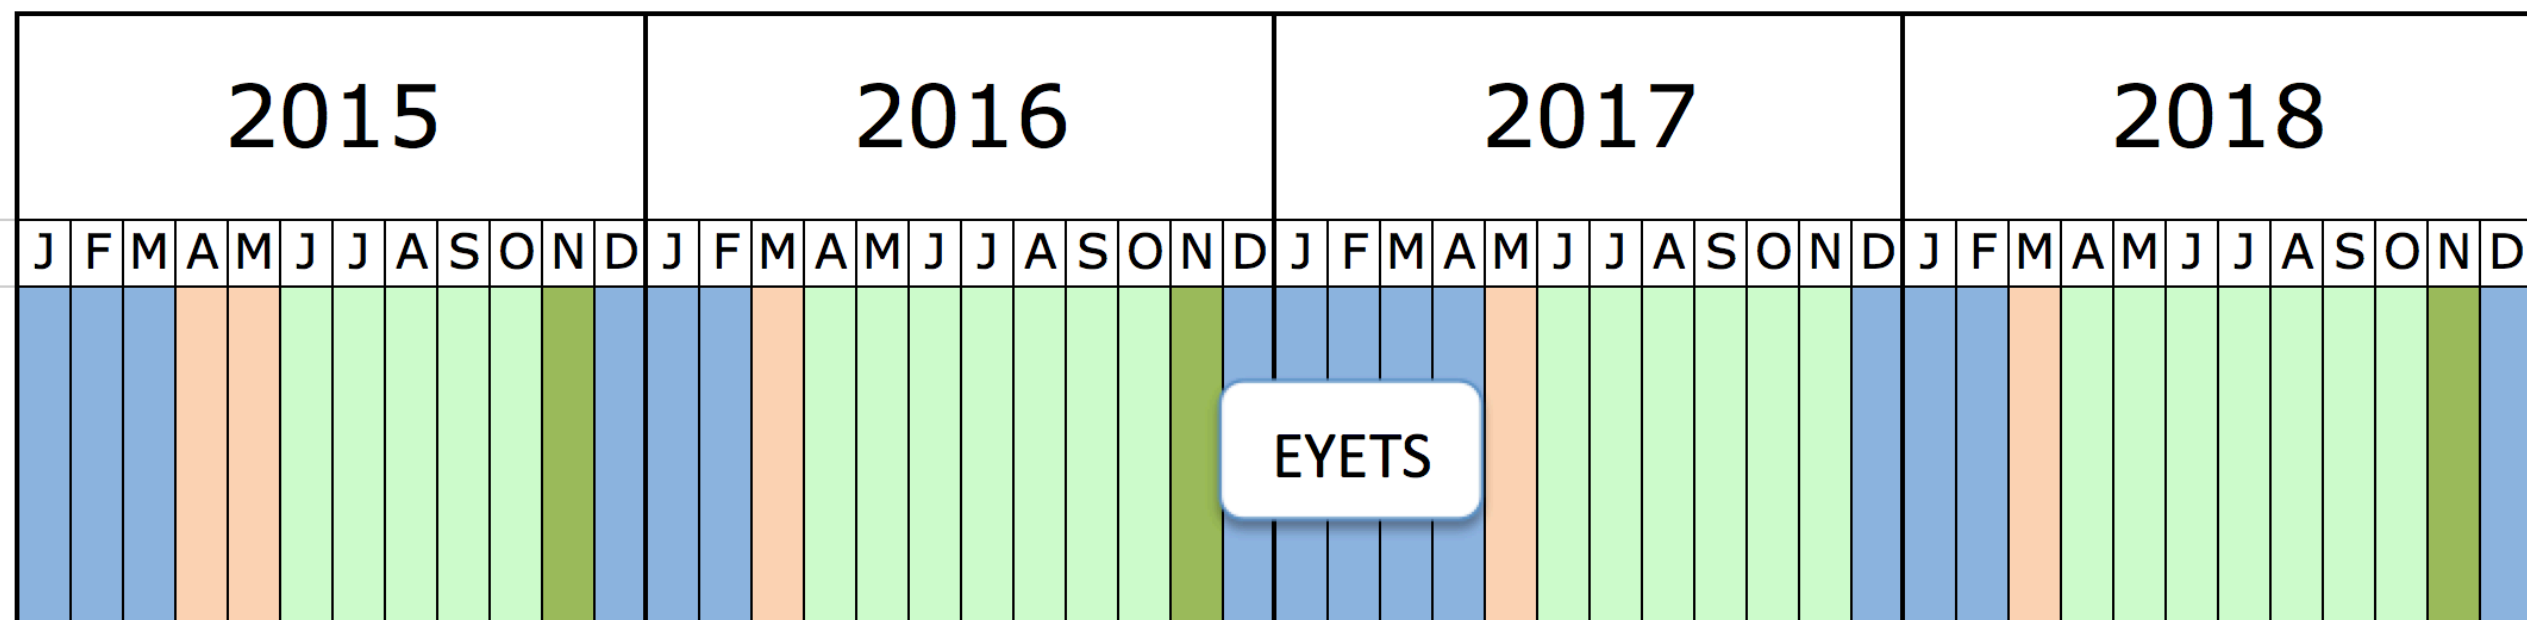 2015 2016 2017 2018
J F M A M J J A S O N D J F M A M J J A S O N D J F M A M J J A S O N D J F M A M J J A S O N D
EYETS